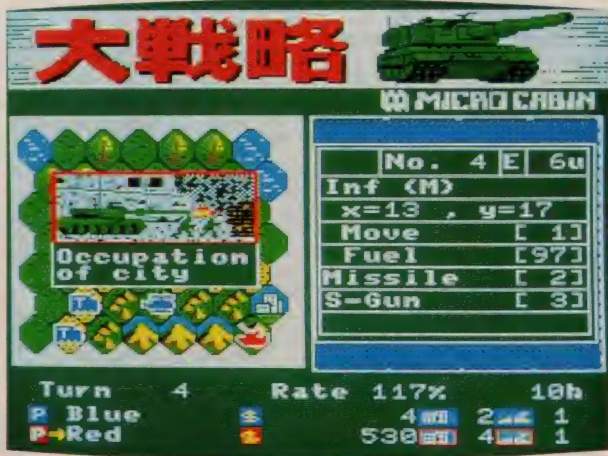 大戦略
MICRO CABIN
No. 4 E 6u
Inf (M)
x=13 , y=17
Move [ 1]
Fuel [97]
Missile [ 2]
S-Gun [ 3]
Occupation
of city
Turn 4 Rate 117% 10h
P Blue 4 2 1
P→Red 530 4 1